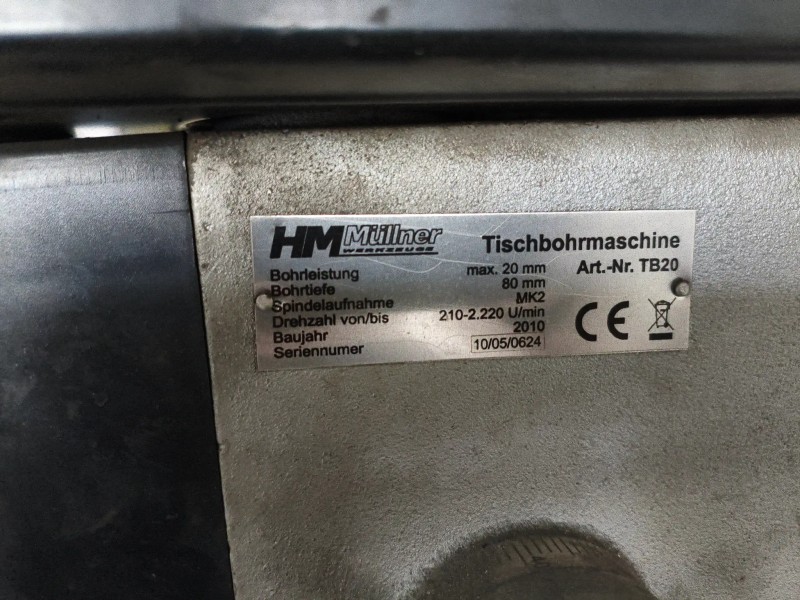 HM Müllner WERKZEUGE
Tischbohrmaschine
Art.-Nr. TB20
Bohrleistung max. 20 mm
Bohrtiefe 80 mm
Spindelaufnahme MK2
Drehzahl von/bis 210-2.220 U/min
Baujahr 2010
Seriennumer 10/05/0624
CE